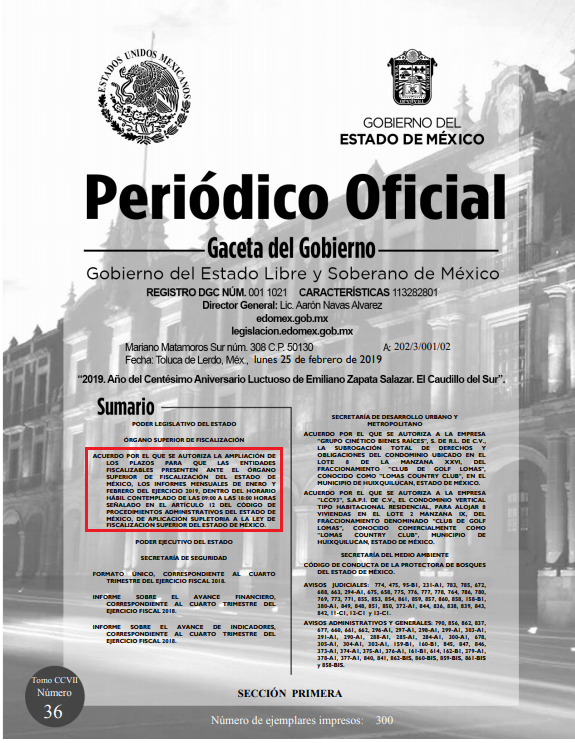 ESTADOS UNIDOS MEXICANOS
GOBIERNO DEL
ESTADO DE MÉXICO
Periódico Oficial
Gaceta del Gobierno
Gobierno del Estado Libre y Soberano de México
REGISTRO DGC NÚM. 001 1021 CARACTERÍSTICAS 113282801
Director General: Lic. Aarón Navas Alvarez
edomex.gob.mx
legislacion.edomex.gob.mx
Mariano Matamoros Sur núm. 308 C.P. 50130 A: 202/3/001/02
Fecha: Toluca de Lerdo, Méx., lunes 25 de febrero de 2019
“2019. Año del Centésimo Aniversario Luctuoso de Emiliano Zapata Salazar. El Caudillo del Sur”.
Sumario
PODER LEGISLATIVO DEL ESTADO
ÓRGANO SUPERIOR DE FISCALIZACIÓN
ACUERDO POR EL QUE SE AUTORIZA LA AMPLIACIÓN DE
LOS PLAZOS PARA QUE LAS ENTIDADES
FISCALIZABLES PRESENTEN ANTE EL ÓRGANO
SUPERIOR DE FISCALIZACIÓN DEL ESTADO DE
MÉXICO, LOS INFORMES MENSUALES DE ENERO Y
FEBRERO DEL EJERCICIO 2019, DENTRO DEL HORARIO
HÁBIL CONTEMPLADO DE LAS 09:00 A LAS 18:00 HORAS
SEÑALADO EN EL ARTÍCULO 12 DEL CÓDIGO DE
PROCEDIMIENTOS ADMINISTRATIVOS DEL ESTADO DE
MÉXICO, DE APLICACIÓN SUPLETORIA A LA LEY DE
FISCALIZACIÓN SUPERIOR DEL ESTADO DE MÉXICO.
PODER EJECUTIVO DEL ESTADO
SECRETARÍA DE SEGURIDAD
FORMATO ÚNICO, CORRESPONDIENTE AL CUARTO
TRIMESTRE DEL EJERCICIO FISCAL 2018.
INFORME SOBRE EL AVANCE FINANCIERO,
CORRESPONDIENTE AL CUARTO TRIMESTRE DEL
EJERCICIO FISCAL 2018.
INFORME SOBRE EL AVANCE DE INDICADORES,
CORRESPONDIENTE AL CUARTO TRIMESTRE DEL
EJERCICIO FISCAL 2018.
SECRETARÍA DE DESARROLLO URBANO Y
METROPOLITANO
ACUERDO POR EL QUE SE AUTORIZA A LA EMPRESA
"GRUPO CINÉTICO BIENES RAÍCES", S. DE R.L. DE C.V.,
LA SUBROGACIÓN TOTAL DE DERECHOS Y
OBLIGACIONES DEL CONDOMINIO UBICADO EN EL
LOTE 8 DE LA MANZANA XXVI, DEL
FRACCIONAMIENTO "CLUB DE GOLF LOMAS",
CONOCIDO COMO "LOMAS COUNTRY CLUB", EN EL
MUNICIPIO DE HUIXQUILUCAN, ESTADO DE MÉXICO.
ACUERDO POR EL QUE SE AUTORIZA A LA EMPRESA
"LCC93", S.A.P.I. DE C.V., EL CONDOMINIO VERTICAL
TIPO HABITACIONAL RESIDENCIAL, PARA ALOJAR 8
VIVIENDAS EN EL LOTE 2 MANZANA IX, DEL
FRACCIONAMIENTO DENOMINADO "CLUB DE GOLF
LOMAS", CONOCIDO COMERCIALMENTE COMO
"LOMAS COUNTRY CLUB", MUNICIPIO DE
HUIXQUILUCAN, ESTADO DE MÉXICO.
SECRETARÍA DEL MEDIO AMBIENTE
CÓDIGO DE CONDUCTA DE LA PROTECTORA DE BOSQUES
DEL ESTADO DE MÉXICO.
AVISOS JUDICIALES: 774, 475, 95-B1, 231-A1, 783, 785, 672,
688, 663, 294-A1, 675, 658, 775, 776, 777, 778, 764, 786, 780,
769, 773, 771, 855, 853, 854, 861, 859, 857, 860, 858, 158-B1,
380-A1, 849, 848, 851, 850, 372-A1, 844, 836, 838, 839, 843,
842, 11-C1, 12-C1 y 13-C1.
AVISOS ADMINISTRATIVOS Y GENERALES: 790, 856, 862, 837,
677, 660, 661, 662, 296-A1, 297-A1, 298-A1, 299-A1, 303-A1,
291-A1, 290-A1, 288-A1, 285-A1, 284-A1, 300-A1, 678,
305-A1, 304-A1, 302-A1, 159-B1, 160-B1, 845, 847, 846,
373-A1, 374-A1, 375-A1, 376-A1, 161-B1, 614, 162-B1, 379-A1,
378-A1, 377-A1, 840, 841, 862-BIS, 860-BIS, 859-BIS, 861-BIS
y 858-BIS.
Tomo CCVII
Número
36
SECCIÓN PRIMERA
Número de ejemplares impresos: 300